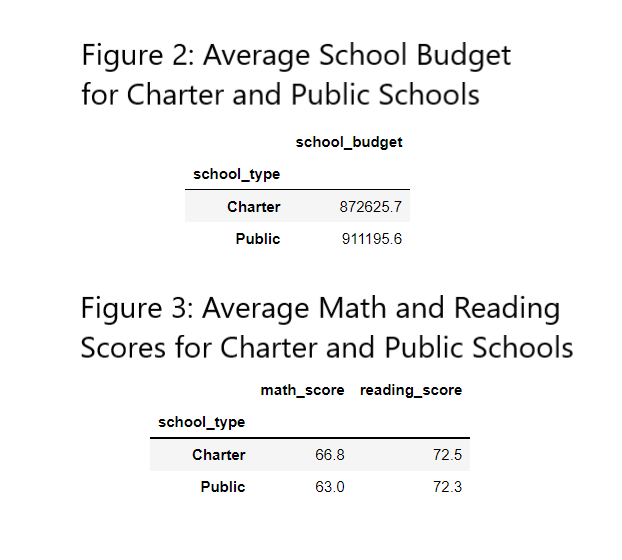 Figure 2: Average School Budget
for Charter and Public Schools
school_budget
school_type
Charter 872625.7
Public 911195.6
Figure 3: Average Math and Reading
Scores for Charter and Public Schools
math_score reading_score
school_type
Charter 66.8 72.5
Public 63.0 72.3